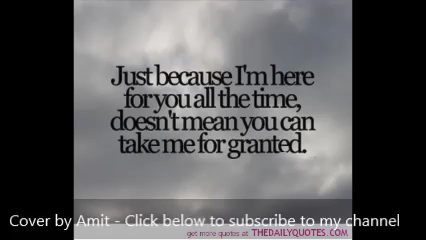 Just because I'm here
for you all the time,
doesn't mean you can
take me for granted.
Cover by Amit - Click below to subscribe to my channel
get more quotes at THEDAILYQUOTES.COM